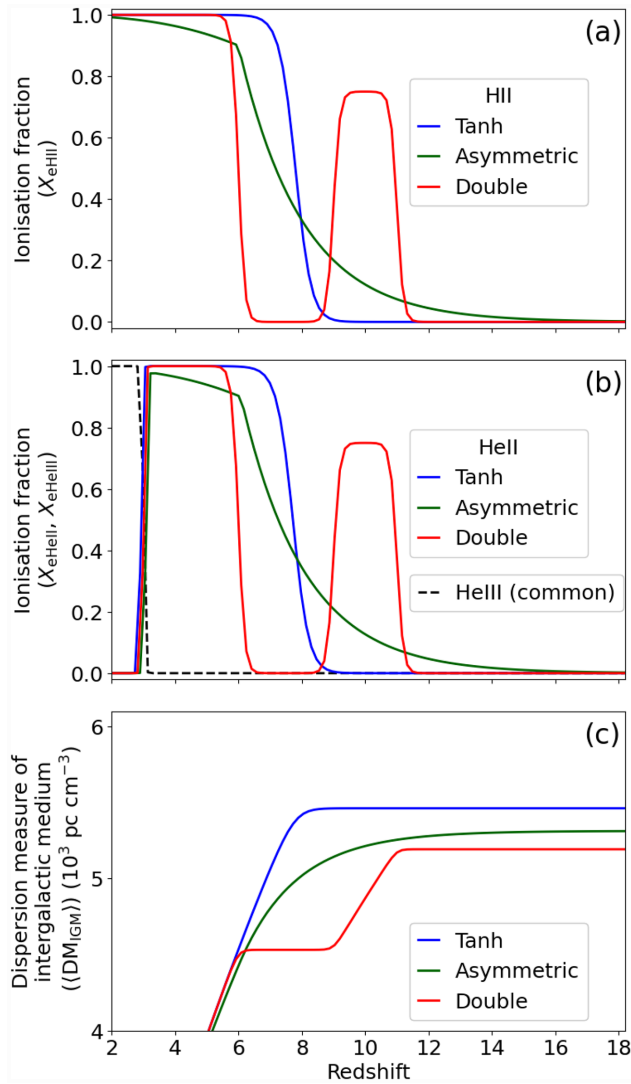 (a)
1.0
0.8
0.6
0.4
0.2
0.0
Ionisation fraction
(XeHII)
HII
Tanh
Asymmetric
Double
(b)
1.0
0.8
0.6
0.4
0.2
0.0
Ionisation fraction
(XeHeII, XeHeIII)
HeII
Tanh
Asymmetric
Double
HeIII (common)
(c)
6
5
4
Dispersion measure of
intergalactic medium
(⟨DMIGM⟩) (10³ pc cm⁻³)
Tanh
Asymmetric
Double
2 4 6 8 10 12 14 16 18
Redshift